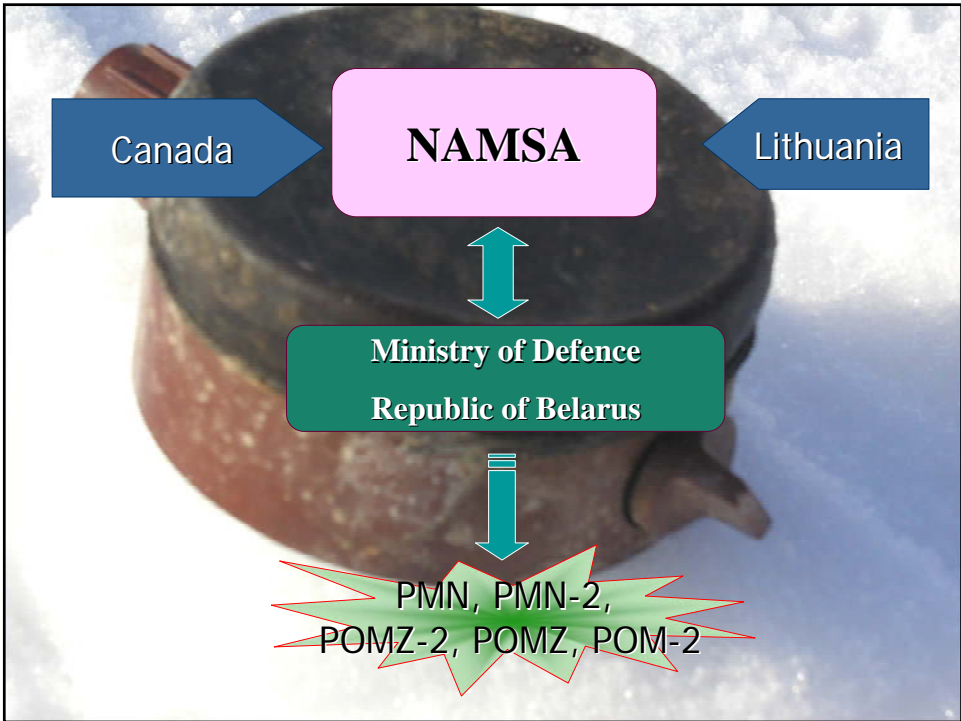 Canada
NAMSA
Lithuania
Ministry of Defence
Republic of Belarus
PMN, PMN-2,
POMZ-2, POMZ, POM-2